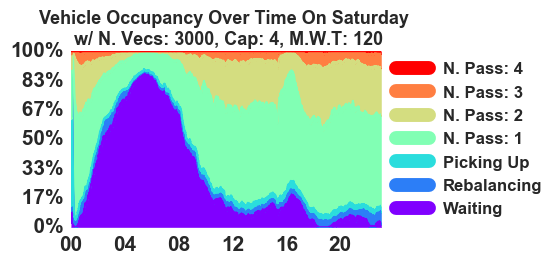 Vehicle Occupancy Over Time On Saturday
w/ N. Vecs: 3000, Cap: 4, M.W.T: 120
100%
83%
67%
50%
33%
17%
0%
00 04 08 12 16 20
N. Pass: 4
N. Pass: 3
N. Pass: 2
N. Pass: 1
Picking Up
Rebalancing
Waiting